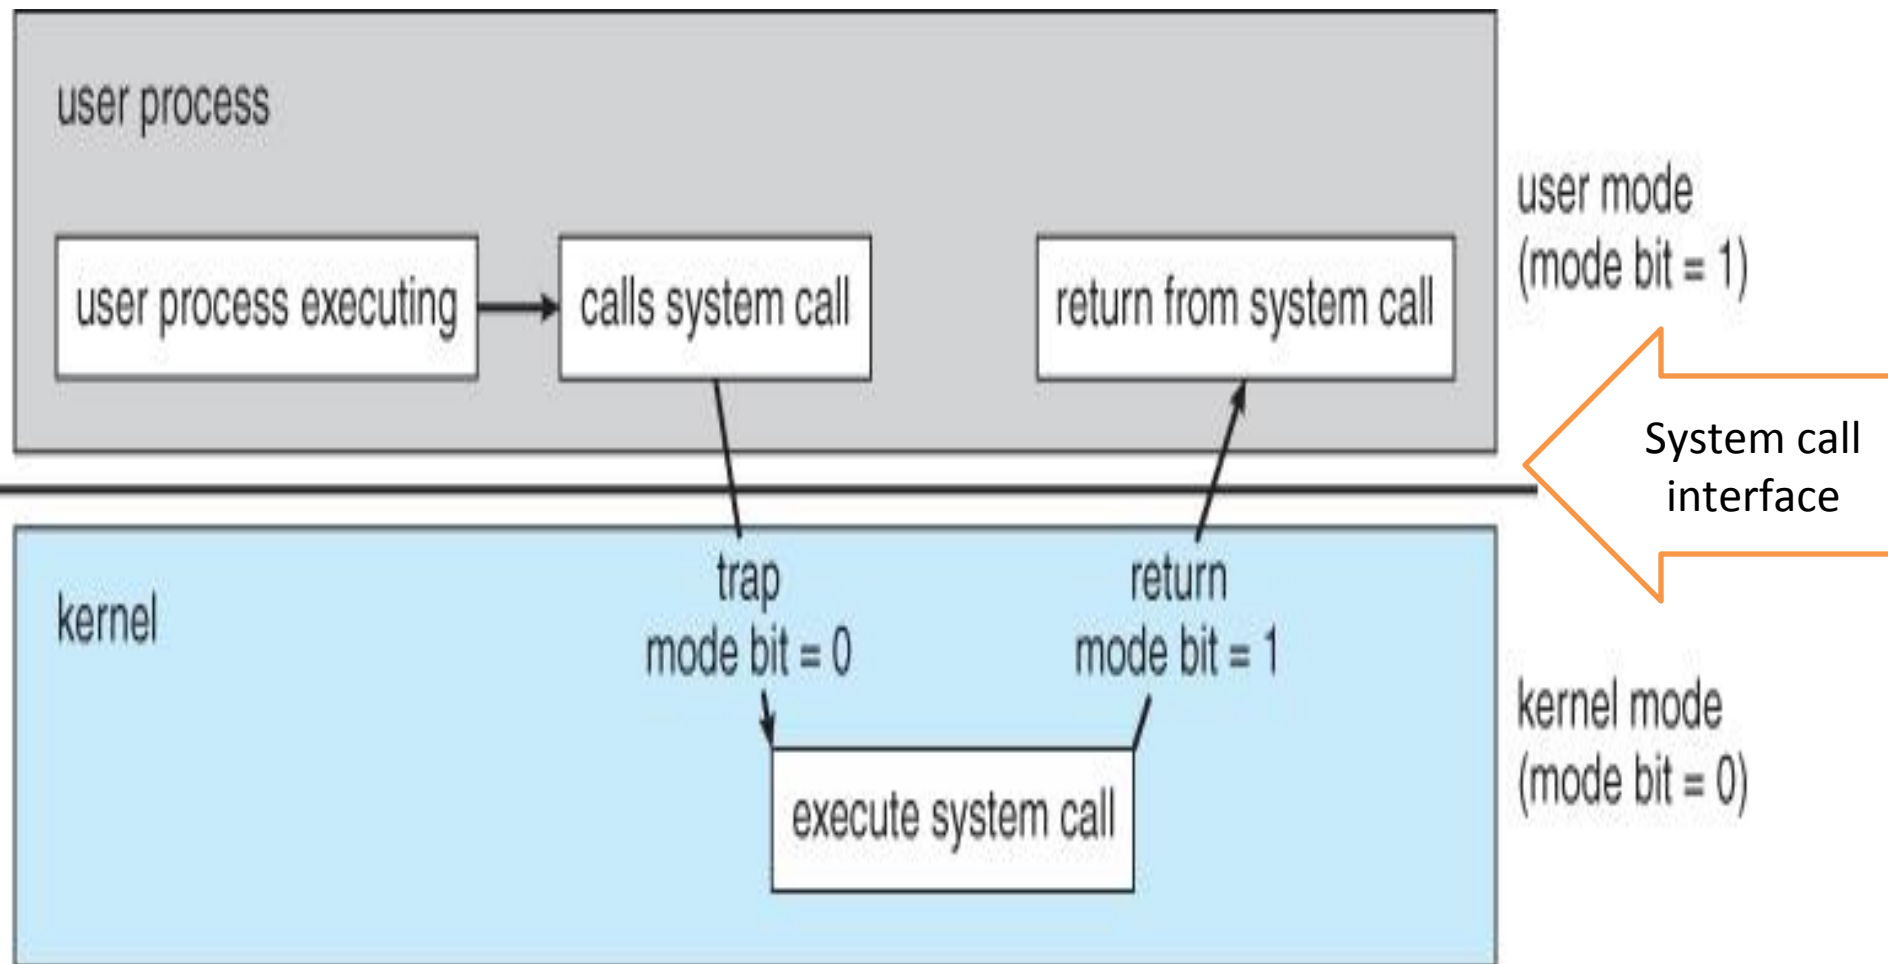 user process
user process executing
calls system call
return from system call
user mode
(mode bit = 1)
System call
interface
kernel
trap
mode bit = 0
return
mode bit = 1
execute system call
kernel mode
(mode bit = 0)